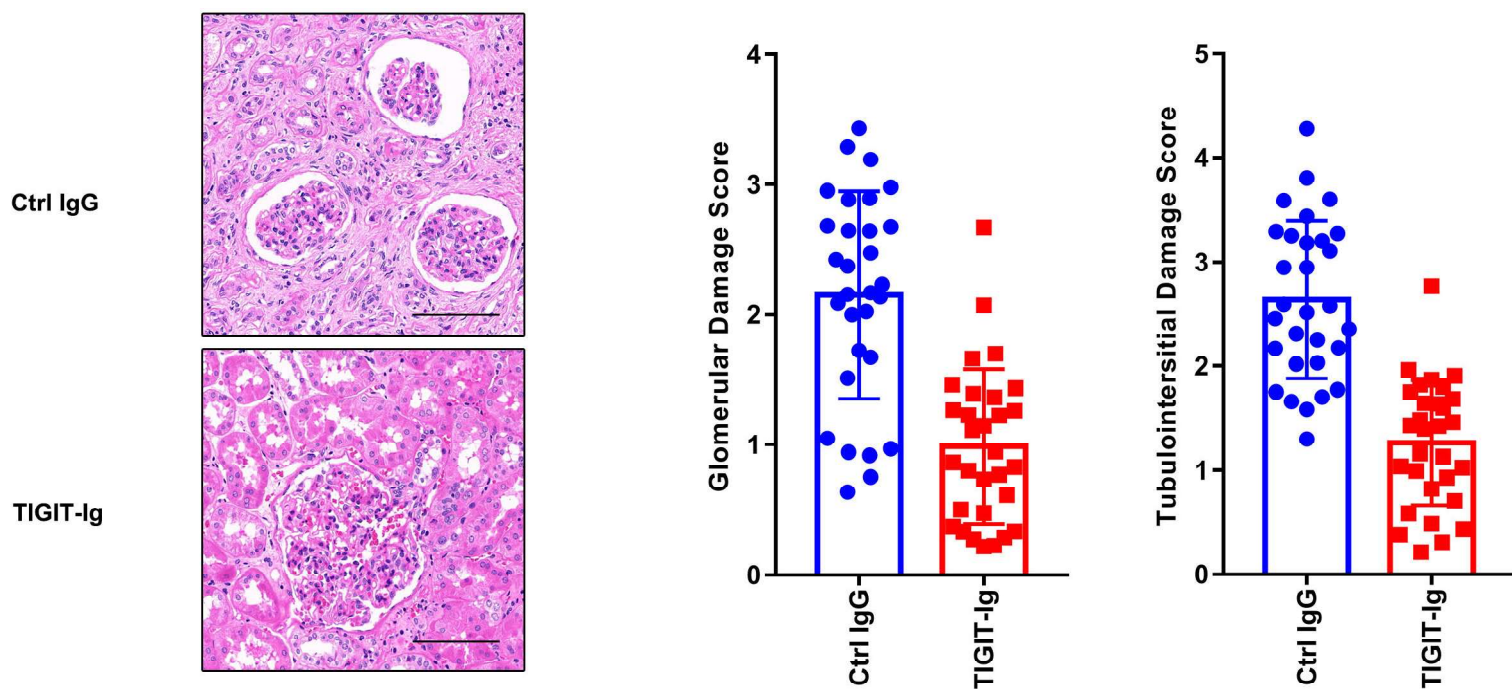 Ctrl IgG
TIGIT-Ig
Glomerular Damage Score
4
3
2
1
0
Ctrl IgG
TIGIT-Ig
Tubulointersitial Damage Score
5
4
3
2
1
0
Ctrl IgG
TIGIT-Ig